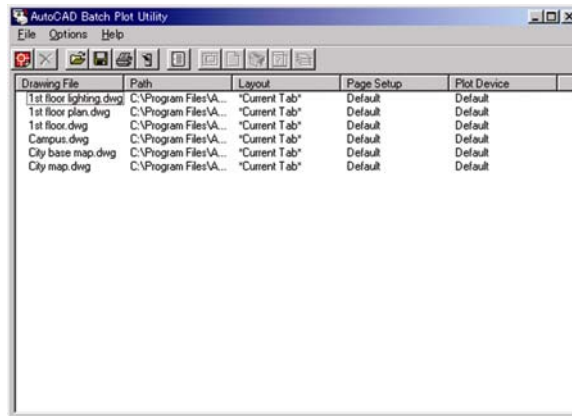 AutoCAD Batch Plot Utility
File Options Help
Drawing File Path Layout Page Setup Plot Device
1st floor lighting.dwg C:\Program Files\A... *Current Tab* Default Default
1st floor plan.dwg C:\Program Files\A... *Current Tab* Default Default
1st floor.dwg C:\Program Files\A... *Current Tab* Default Default
Campus.dwg C:\Program Files\A... *Current Tab* Default Default
City base map.dwg C:\Program Files\A... *Current Tab* Default Default
City map.dwg C:\Program Files\A... *Current Tab* Default Default